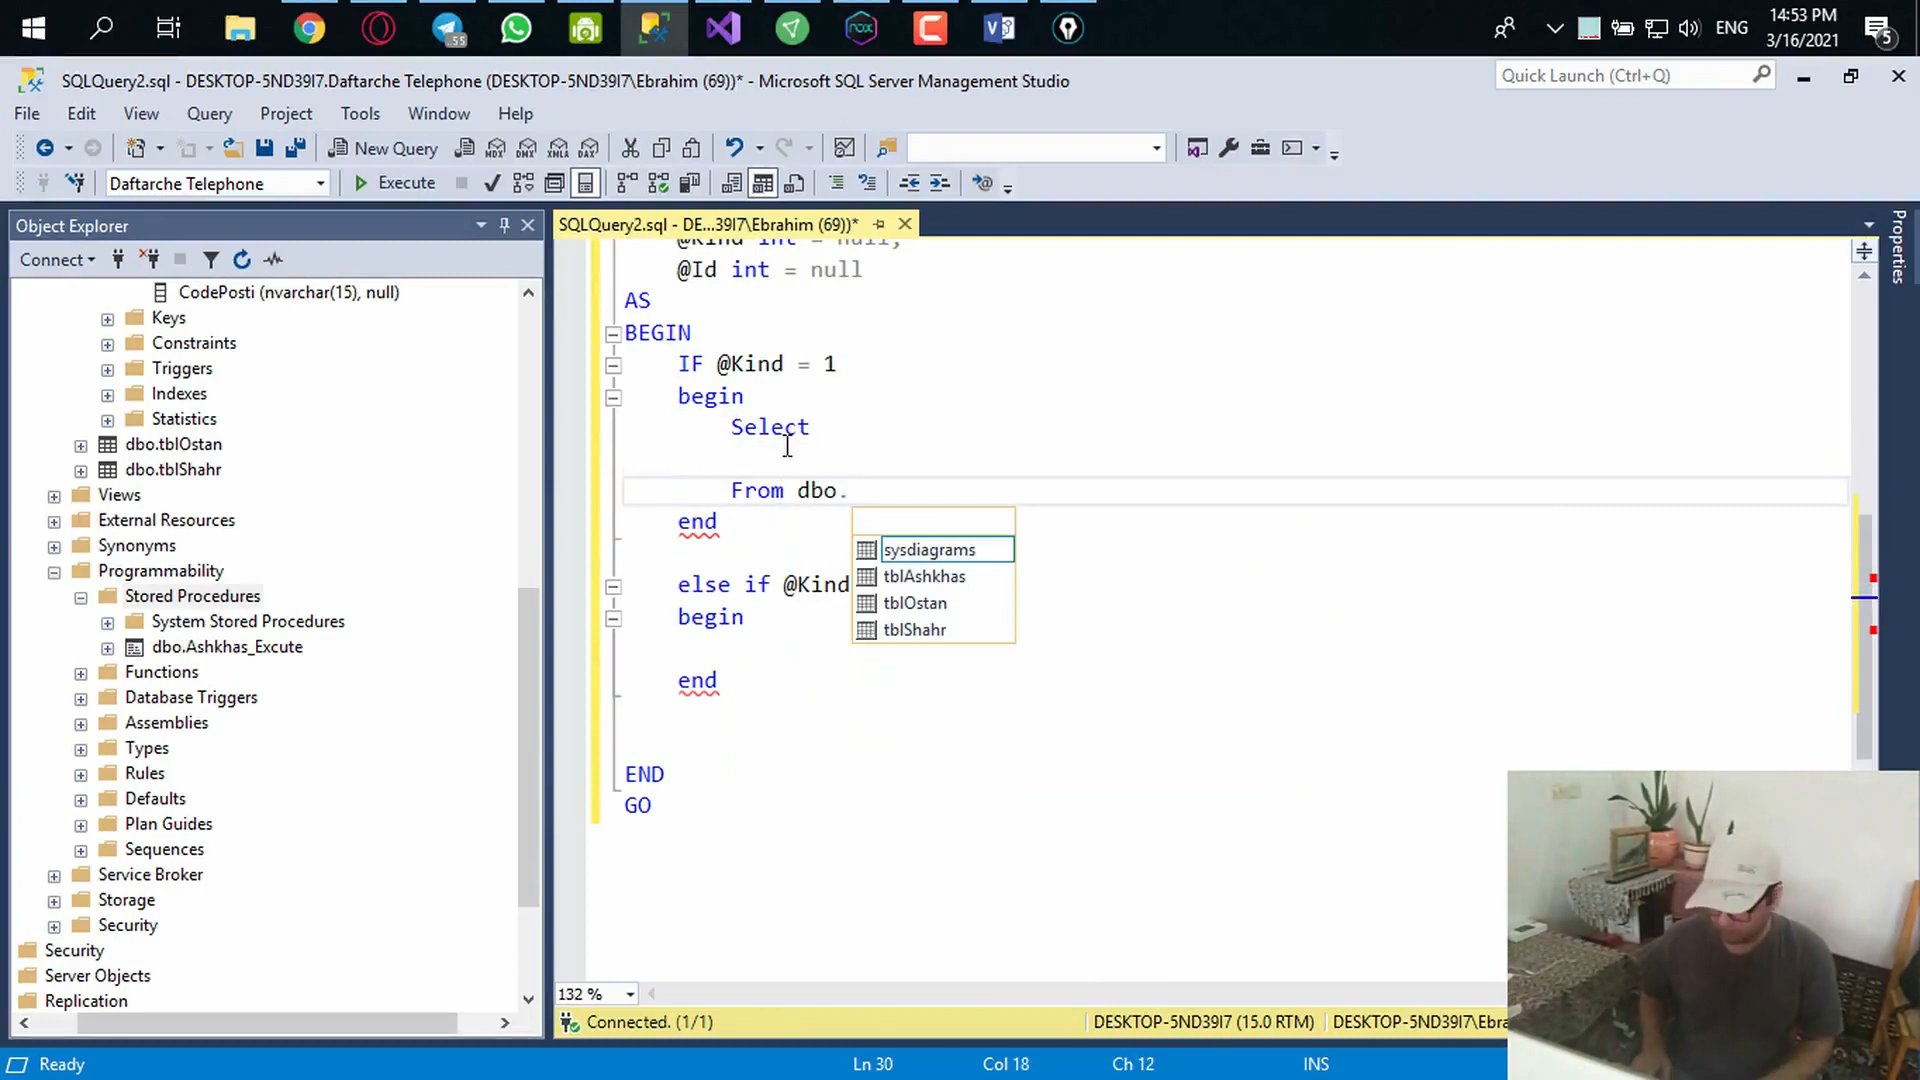 55
ENG
14:53 PM
3/16/2021
5
SQLQuery2.sql - DESKTOP-5ND39I7.Daftarche Telephone (DESKTOP-5ND39I7\Ebrahim (69))* - Microsoft SQL Server Management Studio
Quick Launch (Ctrl+Q)
File Edit View Query Project Tools Window Help
New Query
MDX DMX XMLA DAX
Daftarche Telephone
Execute
Object Explorer
SQLQuery2.sql - DE...39I7\Ebrahim (69))*
Properties
Connect
CodePosti (nvarchar(15), null)
Keys
Constraints
Triggers
Indexes
Statistics
dbo.tblOstan
dbo.tblShahr
Views
External Resources
Synonyms
Programmability
Stored Procedures
System Stored Procedures
dbo.Ashkhas_Excute
Functions
Database Triggers
Assemblies
Types
Rules
Defaults
Plan Guides
Sequences
Service Broker
Storage
Security
Security
Server Objects
Replication
@Kind int = null,
@Id int = null
AS
BEGIN
IF @Kind = 1
begin
Select
From dbo.
end
sysdiagrams
tblAshkhas
tblOstan
tblShahr
else if @Kind
begin
end
END
GO
132 %
Connected. (1/1)
DESKTOP-5ND39I7 (15.0 RTM)
DESKTOP-5ND39I7\Ebra
Ready
Ln 30
Col 18
Ch 12
INS